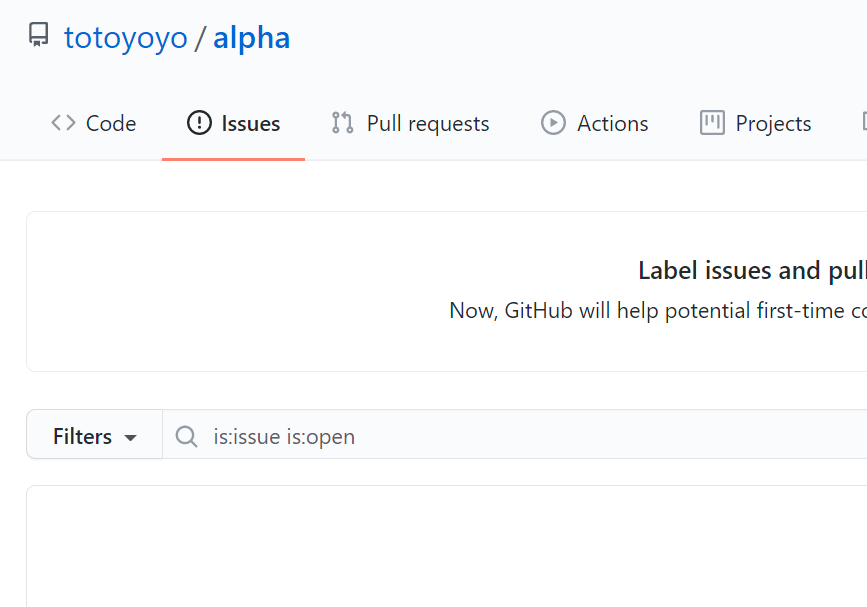 totoyoyo / alpha
Code Issues Pull requests Actions Projects
Label issues and pull
Now, GitHub will help potential first-time co
Filters is:issue is:open